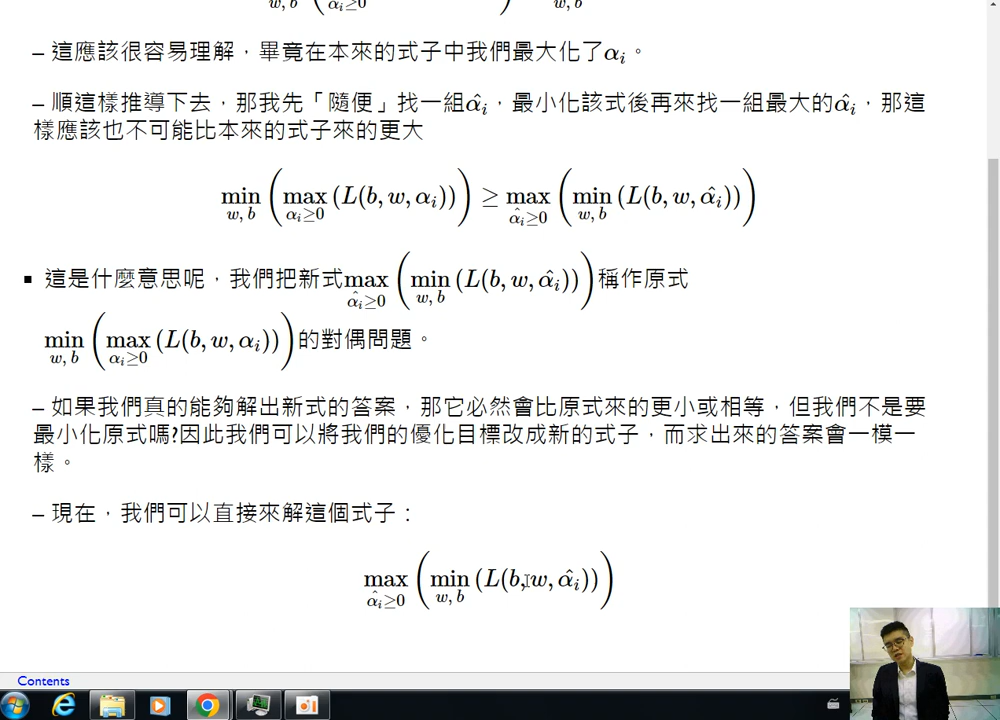 w, b ( αᵢ≥0 ) w, b
– 這應該很容易理解，畢竟在本來的式子中我們最大化了αᵢ。
– 順這樣推導下去，那我先「隨便」找一組α̂ᵢ，最小化該式後再來找一組最大的α̂ᵢ，那這
樣應該也不可能比本來的式子來的更大
min_{w, b} ( max_{αᵢ≥0} (L(b, w, αᵢ)) ) ≥ max_{α̂ᵢ≥0} ( min_{w, b} (L(b, w, α̂ᵢ)) )
▪ 這是什麼意思呢，我們把新式 max_{α̂ᵢ≥0} ( min_{w, b} (L(b, w, α̂ᵢ)) ) 稱作原式
min_{w, b} ( max_{αᵢ≥0} (L(b, w, αᵢ)) ) 的對偶問題。
– 如果我們真的能夠解出新式的答案，那它必然會比原式來的更小或相等，但我們不是要
最小化原式嗎?因此我們可以將我們的優化目標改成新的式子，而求出來的答案會一模一
樣。
– 現在，我們可以直接來解這個式子：
max_{α̂ᵢ≥0} ( min_{w, b} (L(b, w, α̂ᵢ)) )
Contents